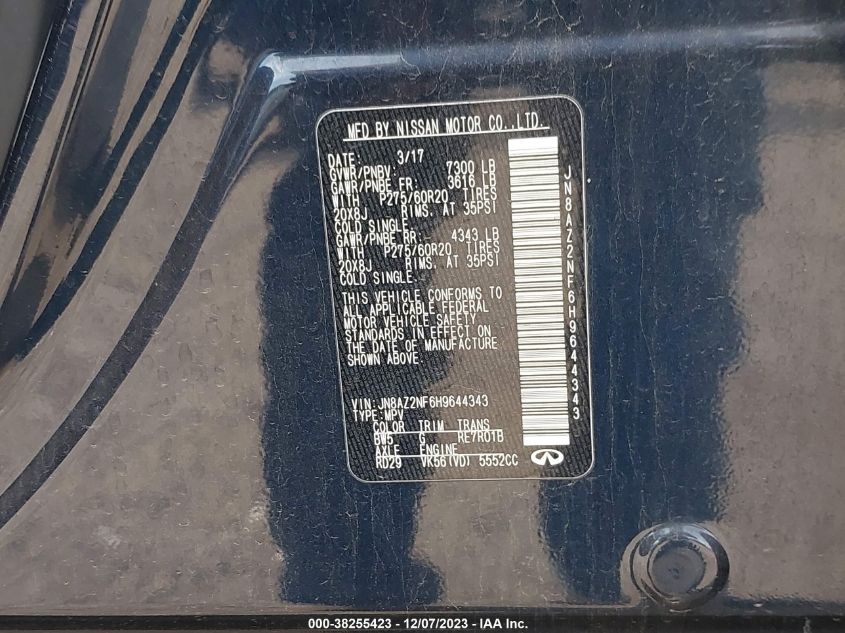 MFD BY NISSAN MOTOR CO.,LTD.
DATE: 3/17
GVWR/PNBV: 7300 LB
GAWR/PNBE FR: 3616 LB
WITH P275/60R20 TIRES
20X8J RIMS. AT 35PSI
COLD SINGLE
GAWR/PNBE RR: 4343 LB
WITH P275/60R20 TIRES
20X8J RIMS. AT 35PSI
COLD SINGLE
THIS VEHICLE CONFORMS TO
ALL APPLICABLE FEDERAL
MOTOR VEHICLE SAFETY
STANDARDS IN EFFECT ON
THE DATE OF MANUFACTURE
SHOWN ABOVE
VIN: JN8AZ2NF6H9644343
TYPE: MPV
COLOR TRIM TRANS
BW5 G RE7R01B
AXLE ENGINE
RD29 VK56(VD) 5552CC
JN8AZ2NF6H9644343
000-38255423 - 12/07/2023 - IAA Inc.